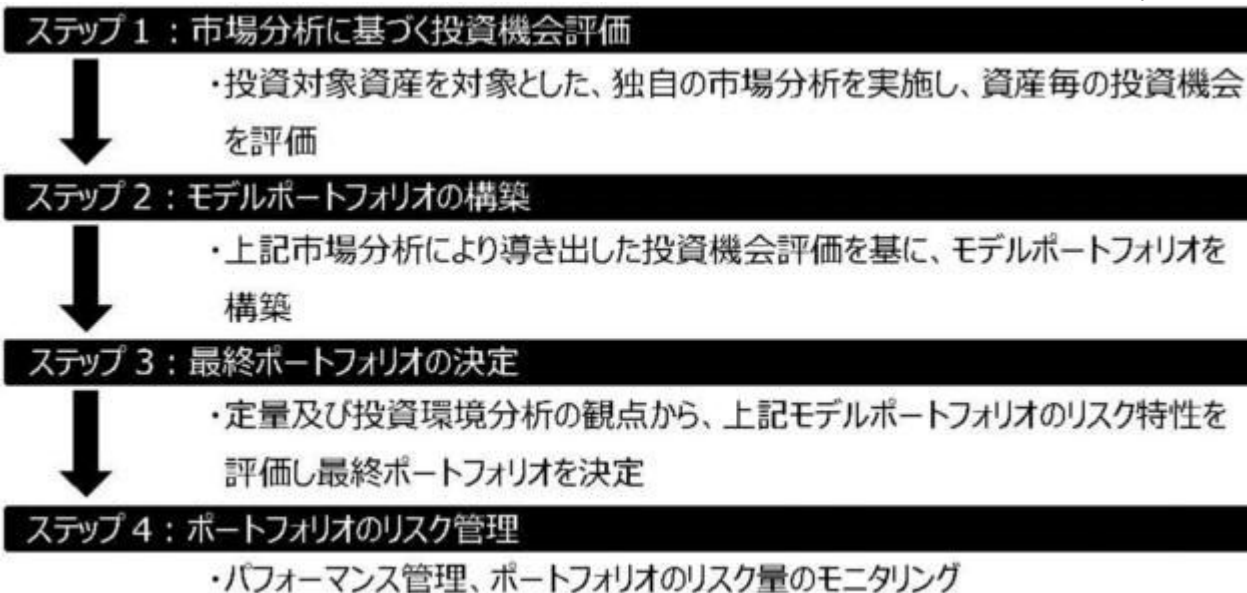 ステップ1：市場分析に基づく投資機会評価
・投資対象資産を対象とした、独自の市場分析を実施し、資産毎の投資機会
を評価
ステップ2：モデルポートフォリオの構築
・上記市場分析により導き出した投資機会評価を基に、モデルポートフォリオを
構築
ステップ3：最終ポートフォリオの決定
・定量及び投資環境分析の観点から、上記モデルポートフォリオのリスク特性を
評価し最終ポートフォリオを決定
ステップ4：ポートフォリオのリスク管理
・パフォーマンス管理、ポートフォリオのリスク量のモニタリング